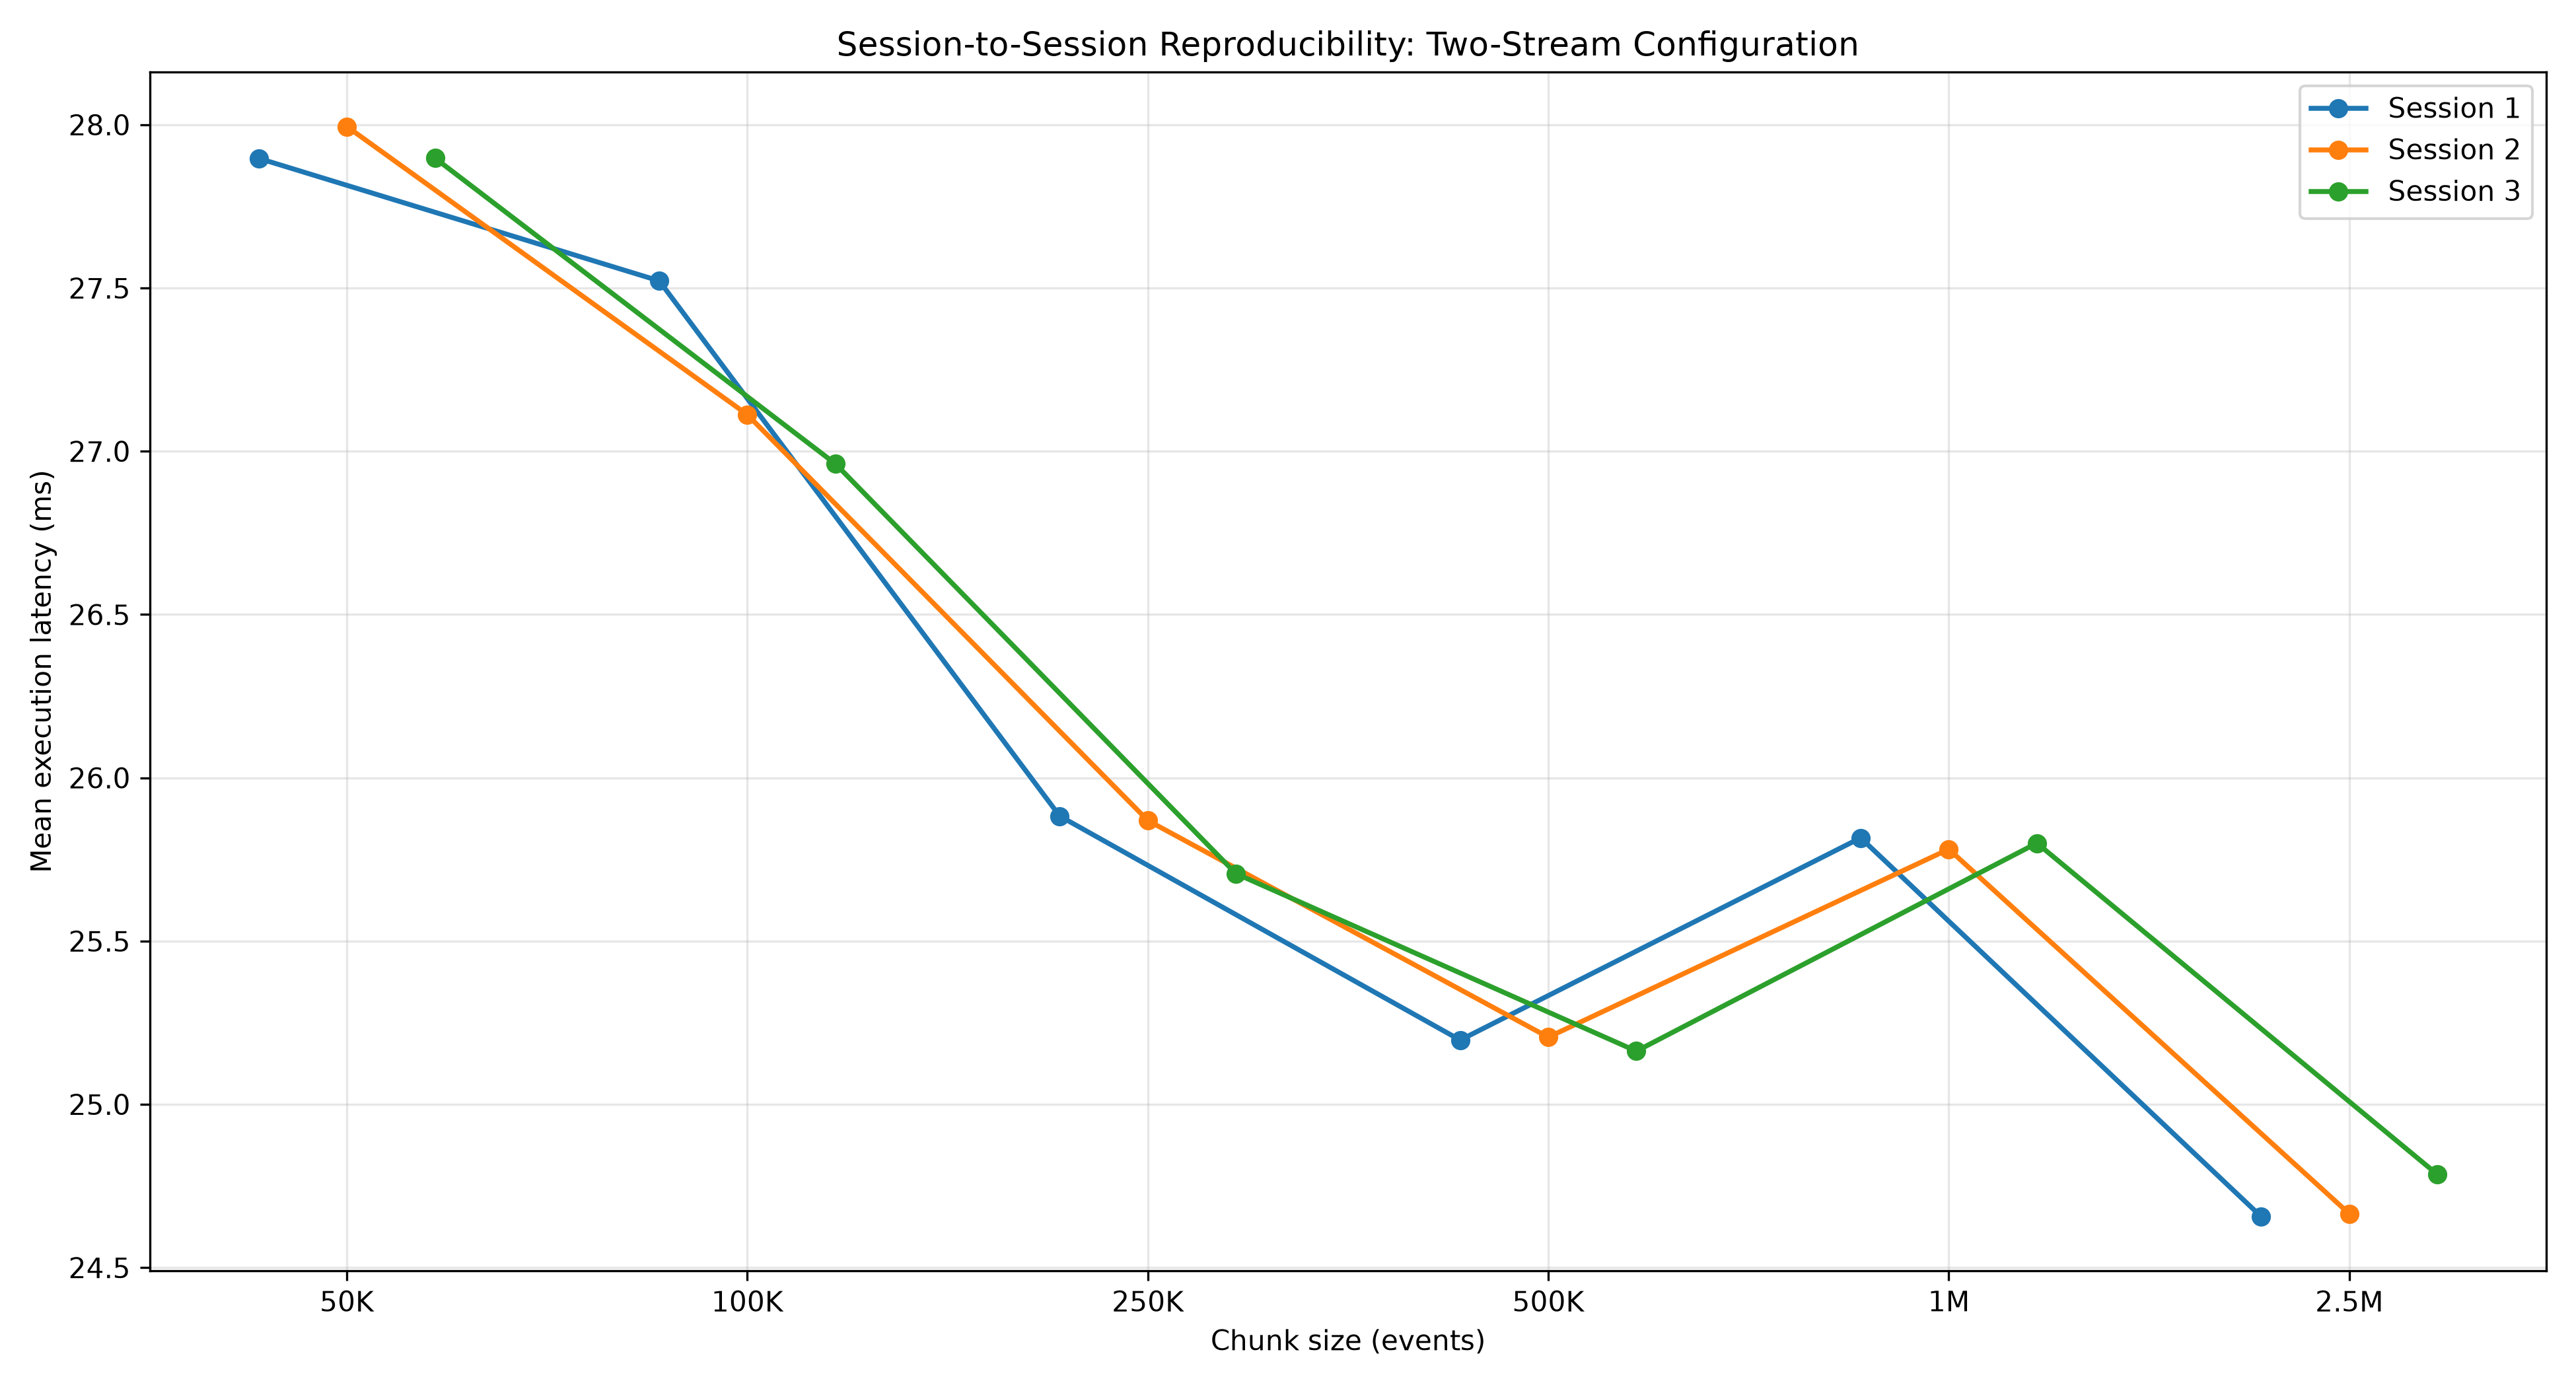 Session-to-Session Reproducibility: Two-Stream Configuration
Session 1
Session 2
Session 3
Mean execution latency (ms)
28.0
27.5
27.0
26.5
26.0
25.5
25.0
24.5
50K 100K 250K 500K 1M 2.5M
Chunk size (events)